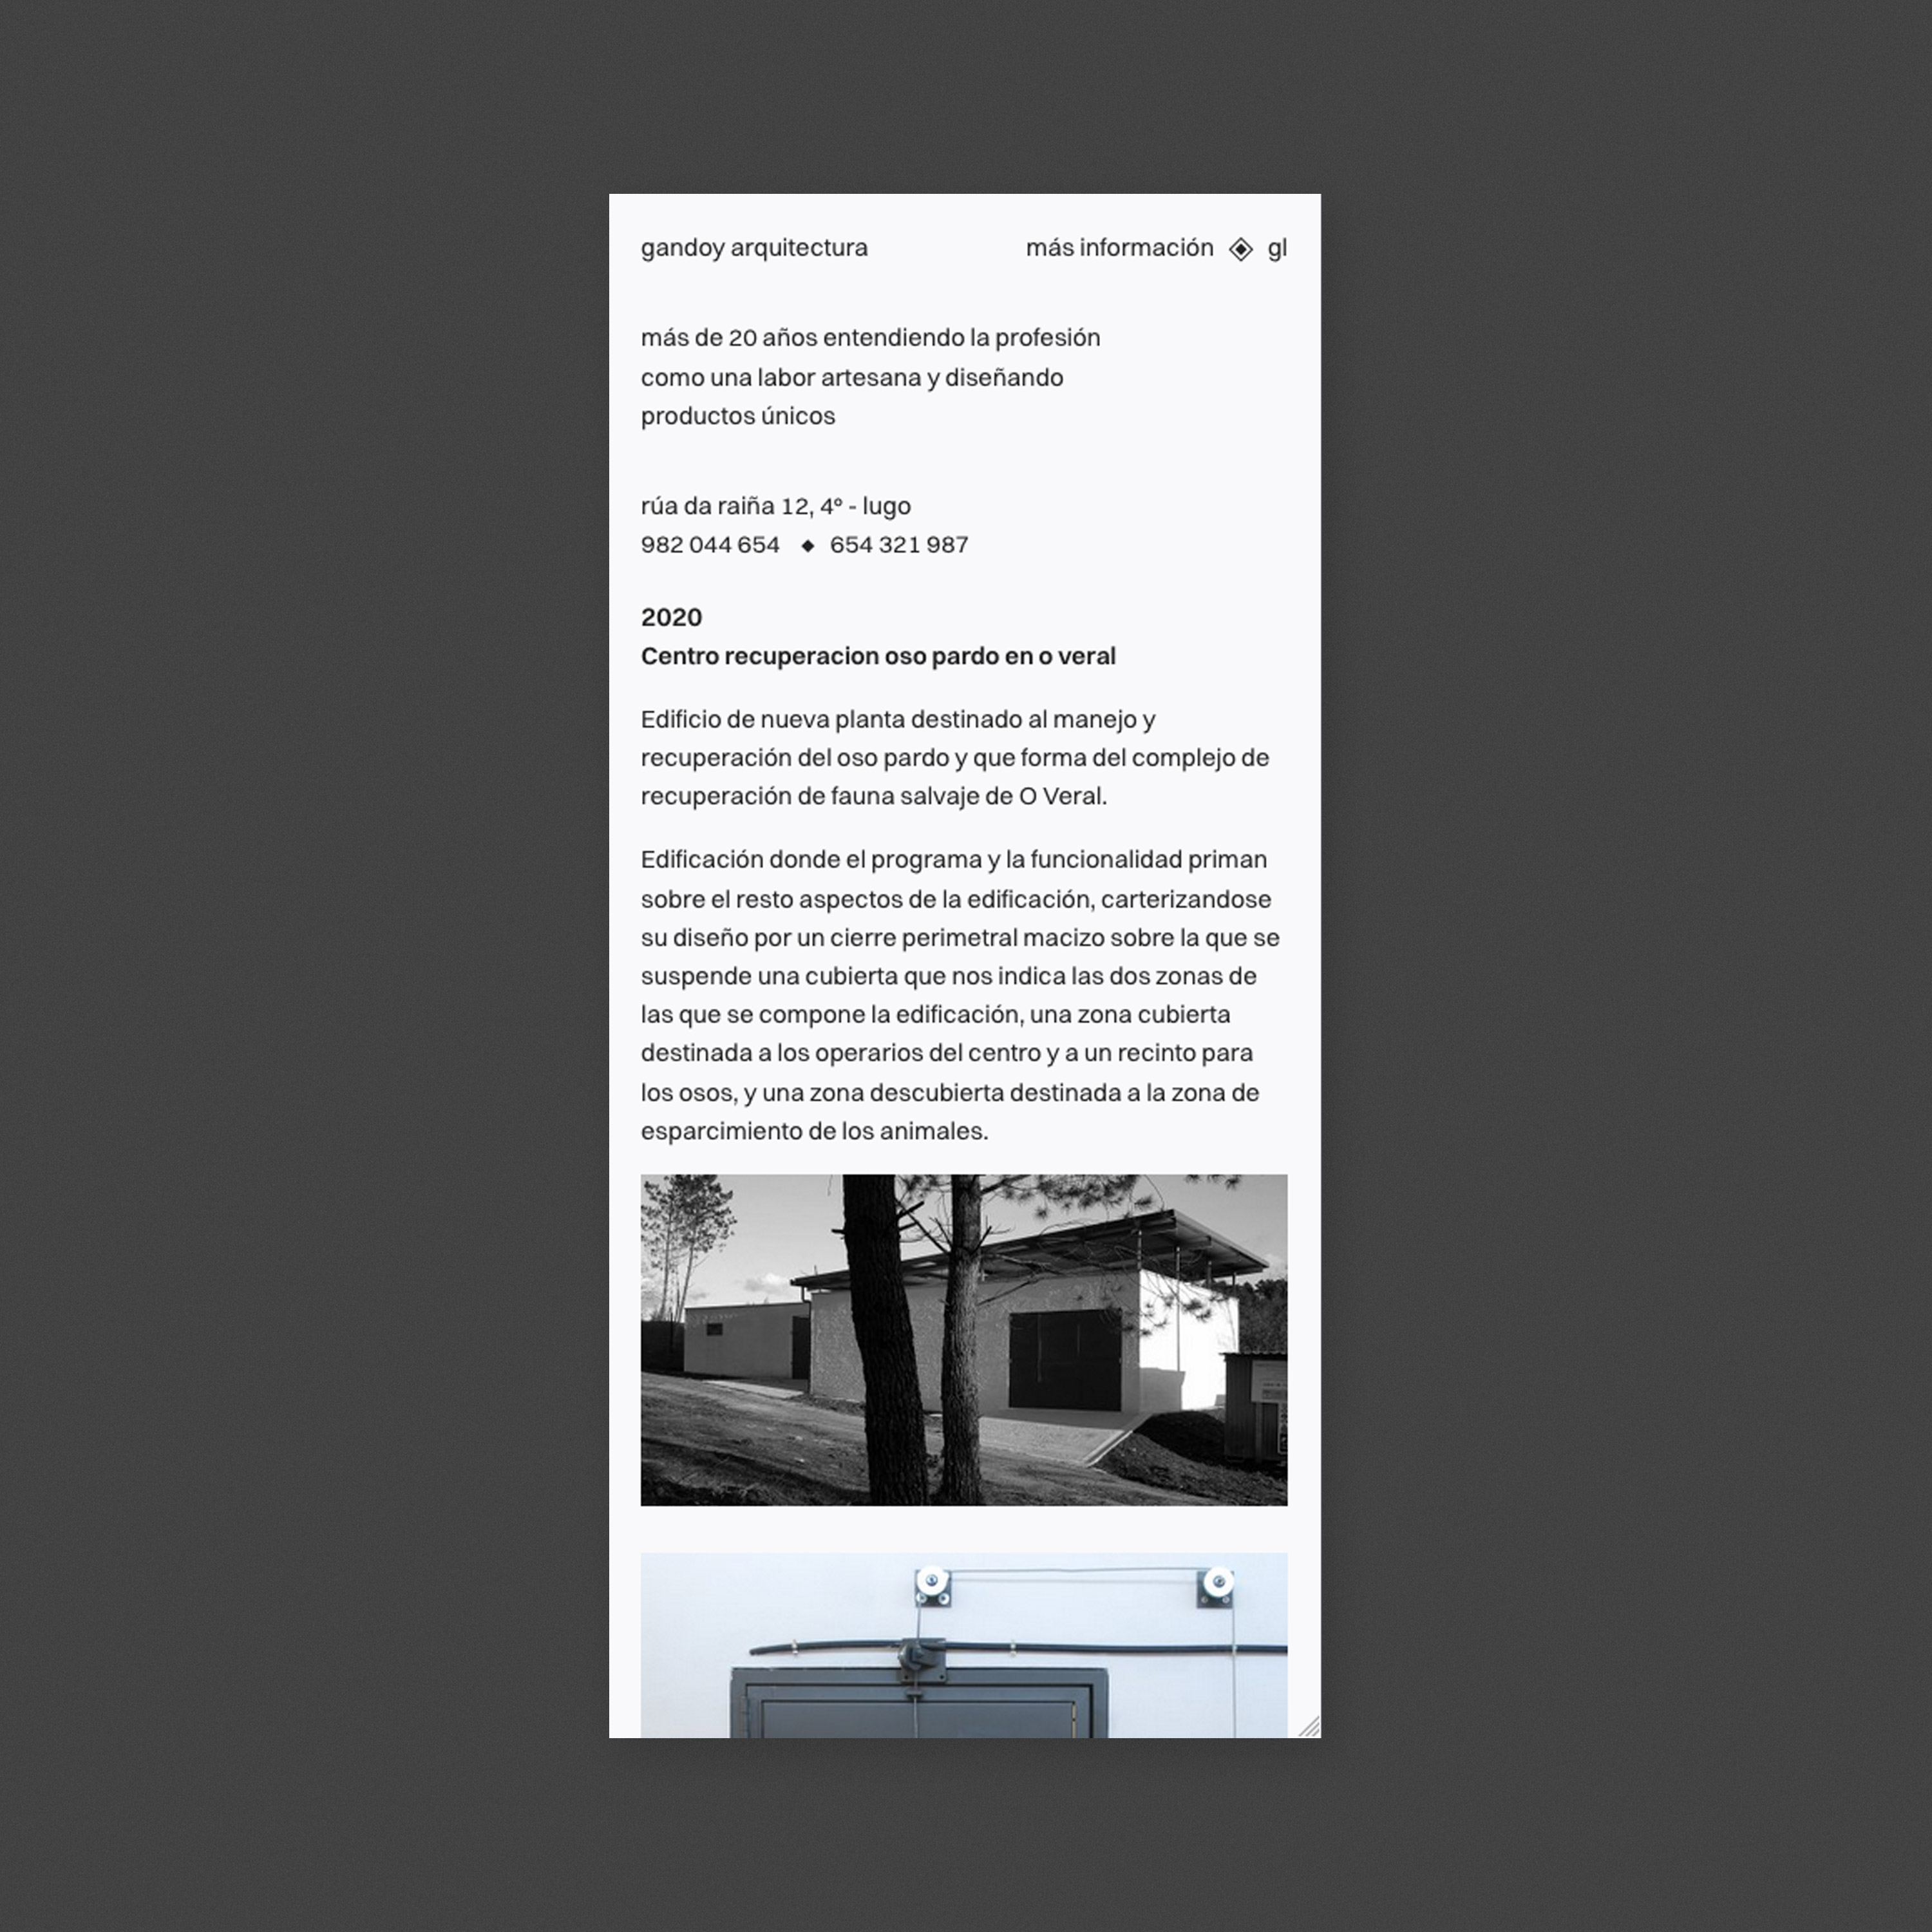 gandoy arquitectura más información ◈ gl
más de 20 años entendiendo la profesión
como una labor artesana y diseñando
productos únicos
rúa da raiña 12, 4º - lugo
982 044 654 ◆ 654 321 987
2020
Centro recuperacion oso pardo en o veral
Edificio de nueva planta destinado al manejo y
recuperación del oso pardo y que forma del complejo de
recuperación de fauna salvaje de O Veral.
Edificación donde el programa y la funcionalidad priman
sobre el resto aspectos de la edificación, carterizandose
su diseño por un cierre perimetral macizo sobre la que se
suspende una cubierta que nos indica las dos zonas de
las que se compone la edificación, una zona cubierta
destinada a los operarios del centro y a un recinto para
los osos, y una zona descubierta destinada a la zona de
esparcimiento de los animales.